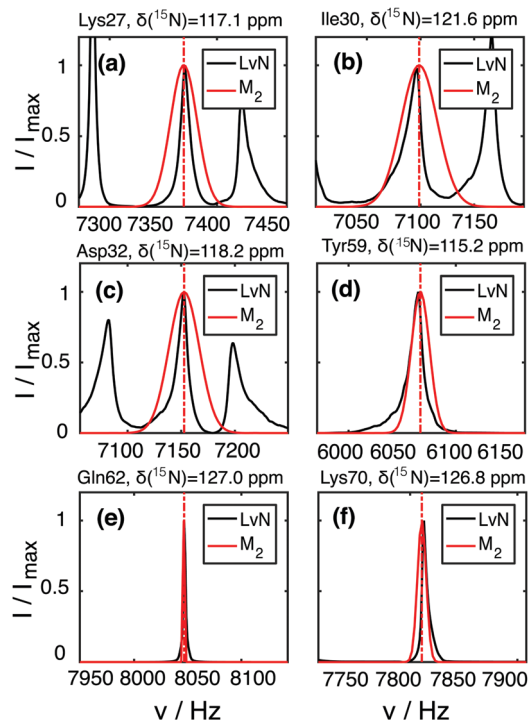 Lys27, δ(¹⁵N)=117.1 ppm
Ile30, δ(¹⁵N)=121.6 ppm
(a)
LvN
M₂
(b)
LvN
M₂
I / Iₘₐₓ
1
0.5
0
7300 7350 7400 7450
7050 7100 7150
Asp32, δ(¹⁵N)=118.2 ppm
Tyr59, δ(¹⁵N)=115.2 ppm
(c)
LvN
M₂
(d)
LvN
M₂
I / Iₘₐₓ
1
0.5
0
7100 7150 7200
6000 6050 6100 6150
Gln62, δ(¹⁵N)=127.0 ppm
Lys70, δ(¹⁵N)=126.8 ppm
(e)
LvN
M₂
(f)
LvN
M₂
I / Iₘₐₓ
1
0.5
0
7950 8000 8050 8100
7750 7800 7850 7900
ν / Hz
ν / Hz